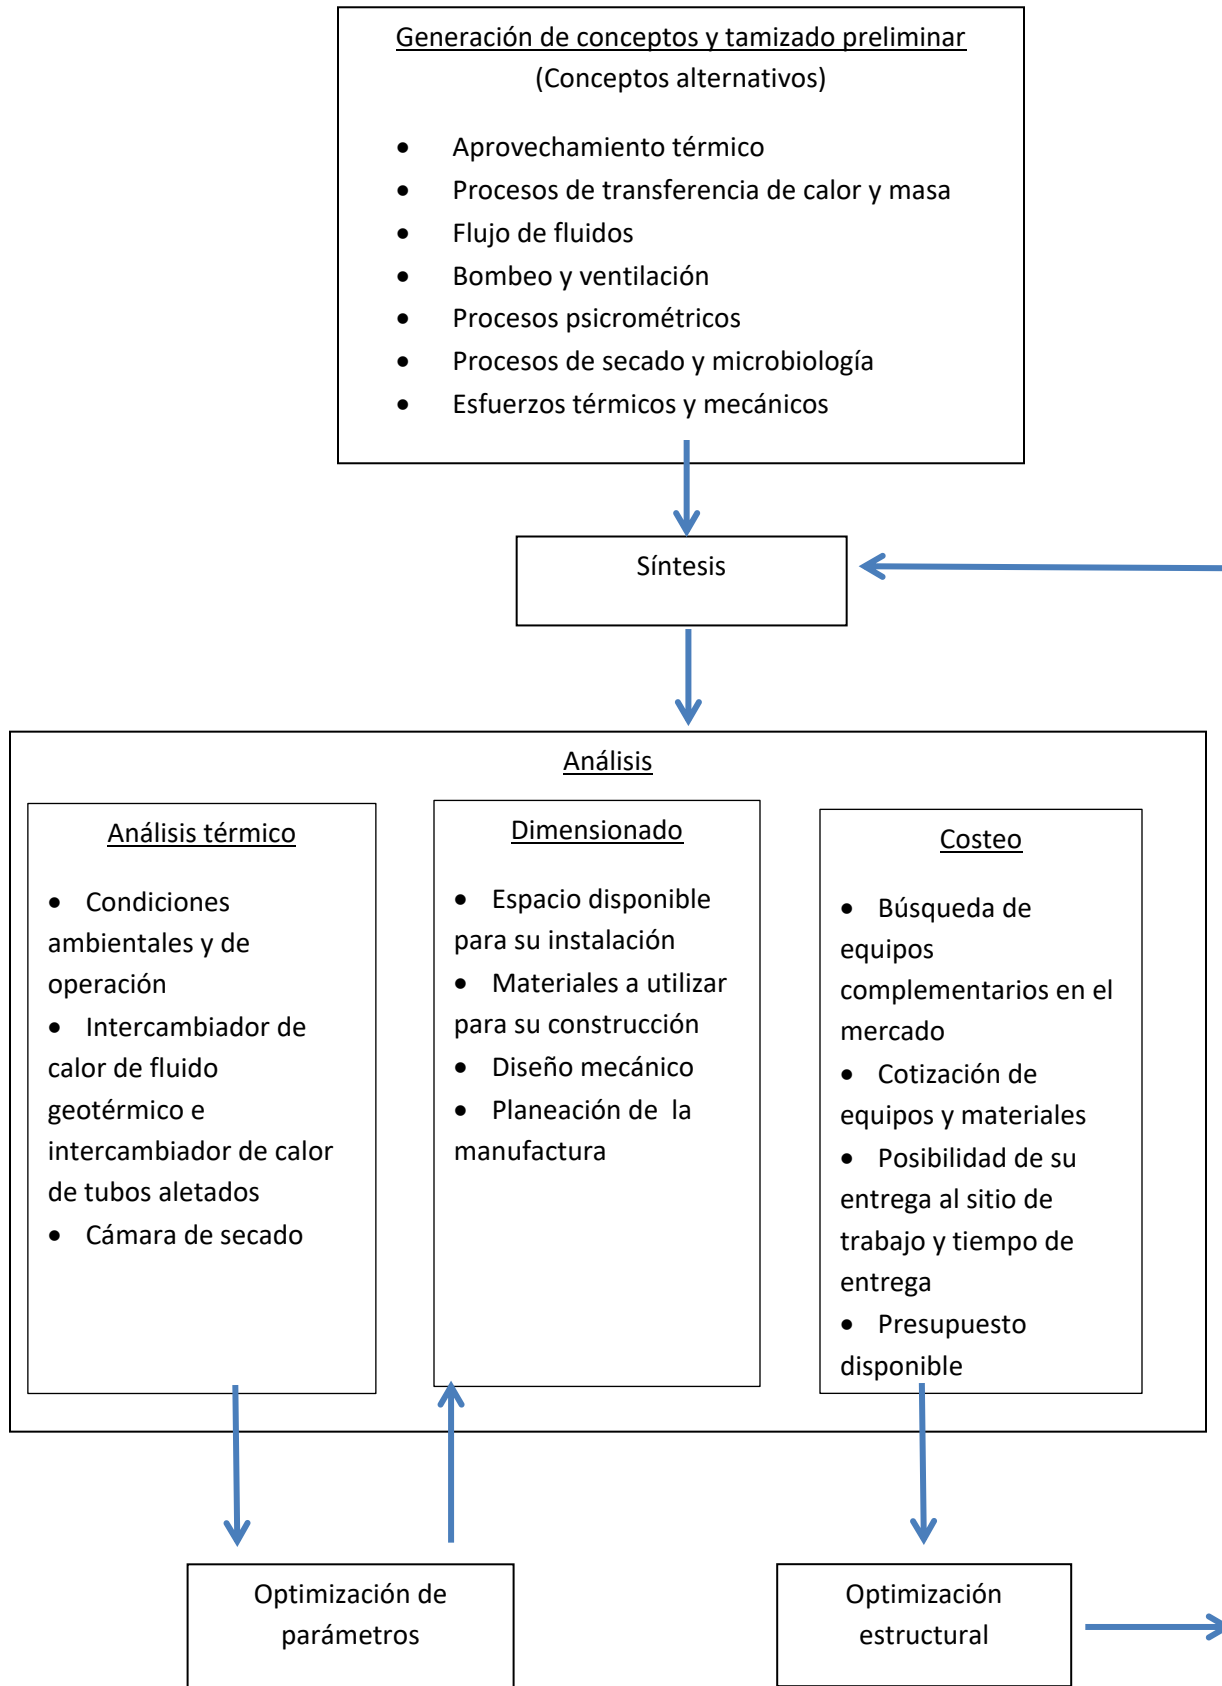 Generación de conceptos y tamizado preliminar
(Conceptos alternativos)
• Aprovechamiento térmico
• Procesos de transferencia de calor y masa
• Flujo de fluidos
• Bombeo y ventilación
• Procesos psicrométricos
• Procesos de secado y microbiología
• Esfuerzos térmicos y mecánicos
Síntesis
Análisis
Análisis térmico
• Condiciones
ambientales y de
operación
• Intercambiador de
calor de fluido
geotérmico e
intercambiador de calor
de tubos aletados
• Cámara de secado
Dimensionado
• Espacio disponible
para su instalación
• Materiales a utilizar
para su construcción
• Diseño mecánico
• Planeación de la
manufactura
Costeo
• Búsqueda de
equipos
complementarios en el
mercado
• Cotización de
equipos y materiales
• Posibilidad de su
entrega al sitio de
trabajo y tiempo de
entrega
• Presupuesto
disponible
Optimización de
parámetros
Optimización
estructural